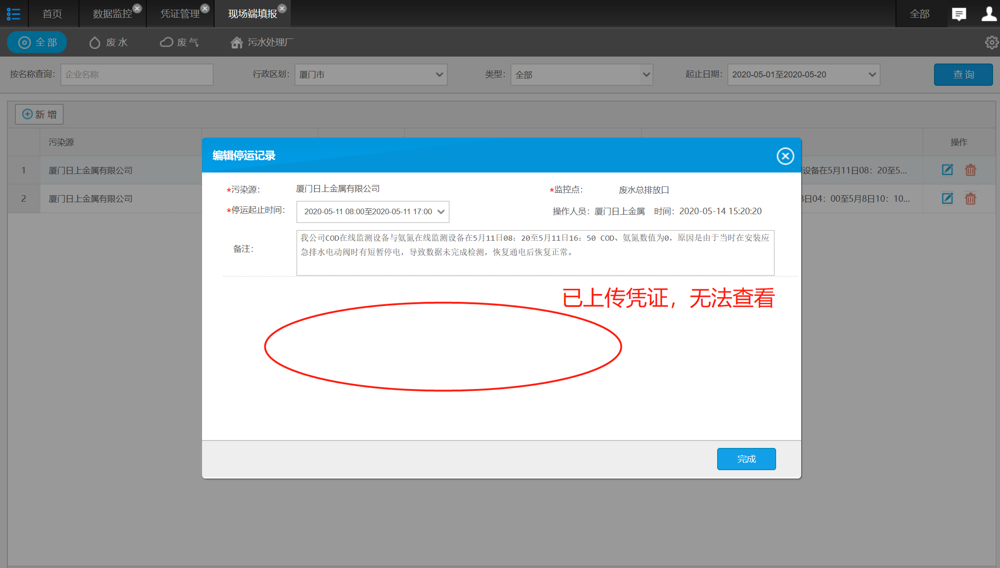 首页
数据监控
凭证管理
现场端填报
全部
全部
废水
废气
污水处理厂
按名称查询：
企业名称
行政区划：
厦门市
类型：
全部
起止日期：
2020-05-01至2020-05-20
查询
新增
污染源
操作
1
厦门日上金属有限公司
设备在5月11日08：20至5...
2
厦门日上金属有限公司
日04：00至5月8日10：10...
编辑停运记录
*污染源：
厦门日上金属有限公司
*监控点：
废水总排放口
*停运起止时间：
2020-05-11 08:00至2020-05-11 17:00
操作人员：厦门日上金属
时间：2020-05-14 15:20:20
备注：
我公司COD在线监测设备与氨氮在线监测设备在5月11日08：20至5月11日16：50 COD、氨氮数值为0，原因是由于当时在安装应
急排水电动阀时有短暂停电，导致数据未完成检测，恢复通电后恢复正常。
已上传凭证，无法查看
完成